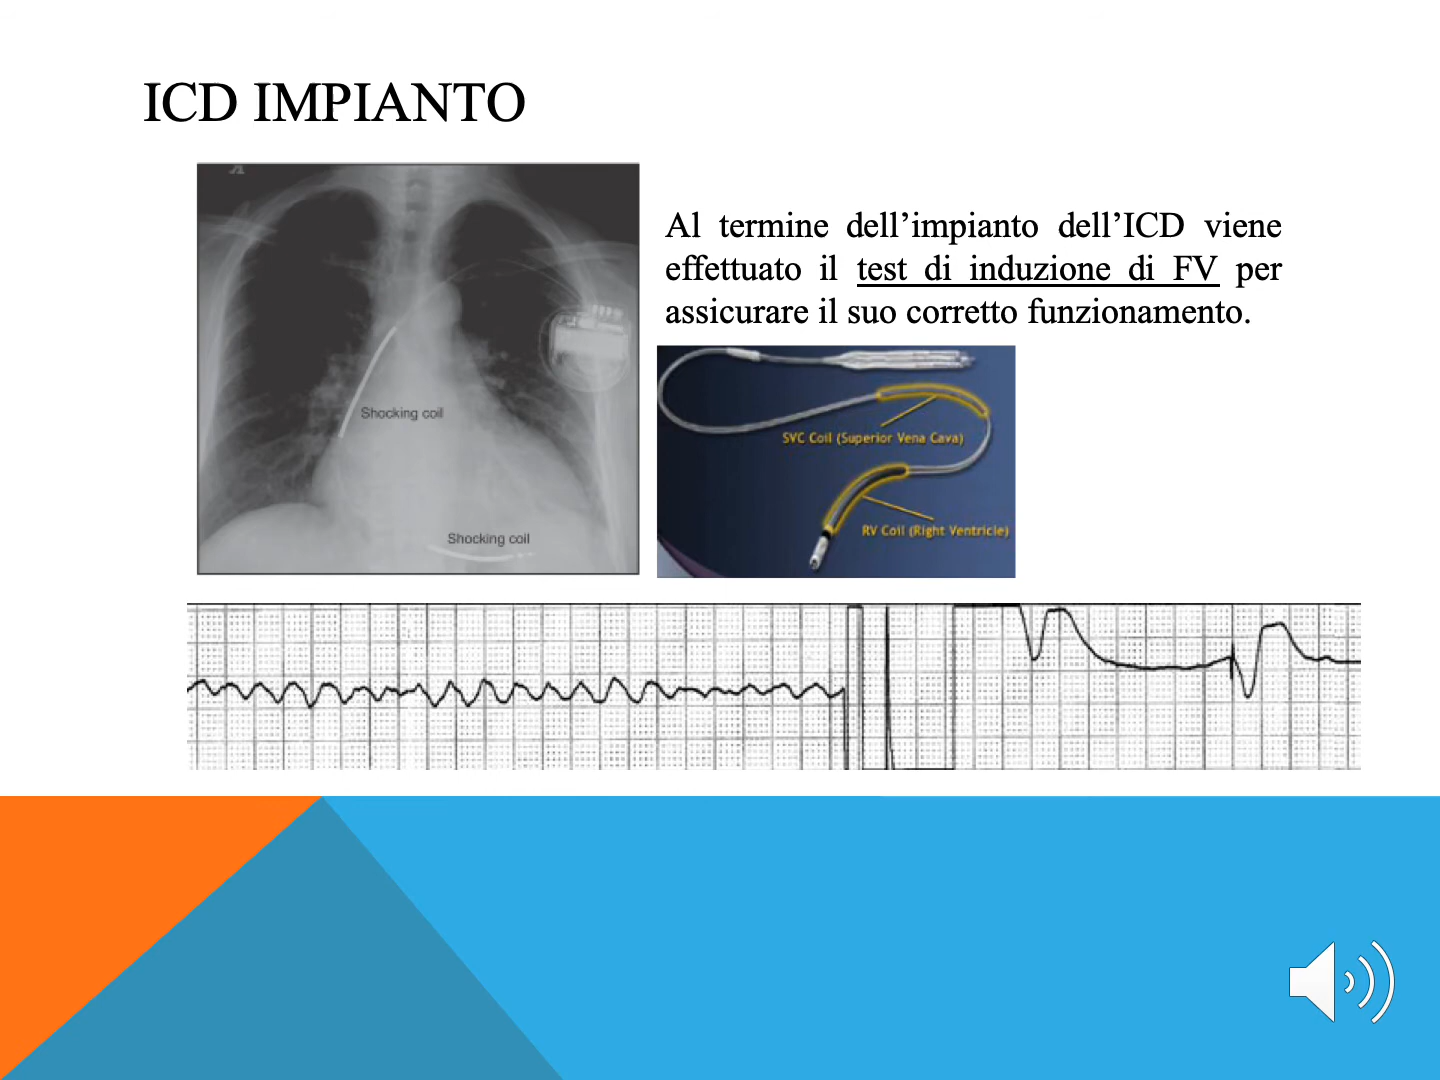 ICD IMPIANTO
Al termine dell’impianto dell’ICD viene
effettuato il test di induzione di FV per
assicurare il suo corretto funzionamento.
Shocking coil
Shocking coil
SVC Coil (Superior Vena Cava)
RV Coil (Right Ventricle)